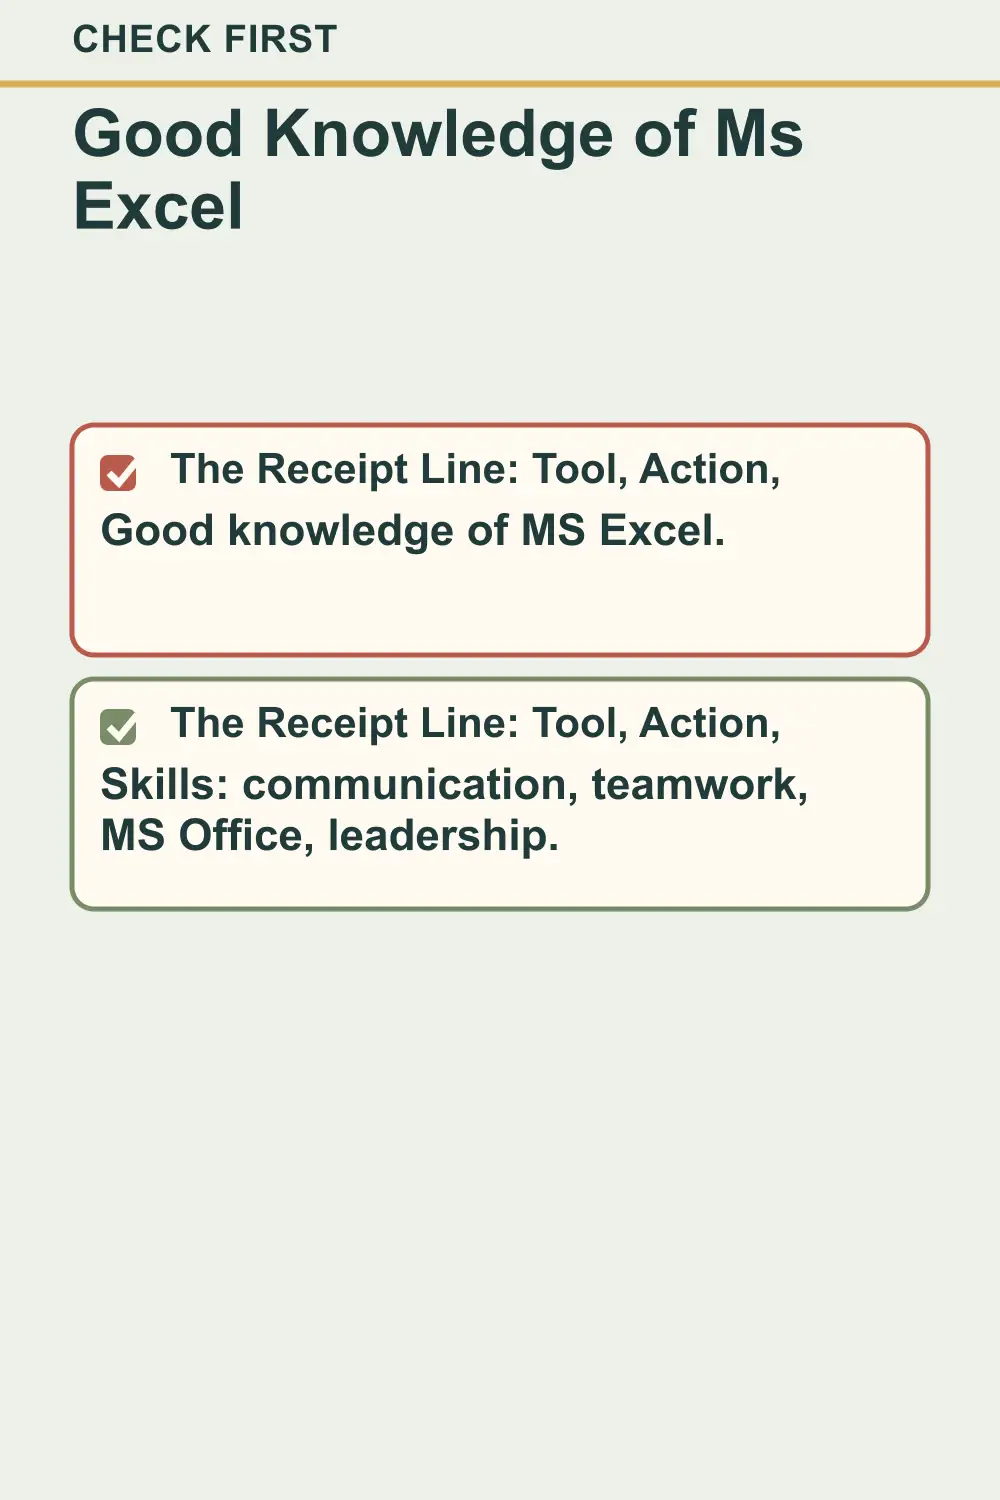 CHECK FIRST
Good Knowledge of Ms
Excel
The Receipt Line: Tool, Action,
Good knowledge of MS Excel.
The Receipt Line: Tool, Action,
Skills: communication, teamwork,
MS Office, leadership.